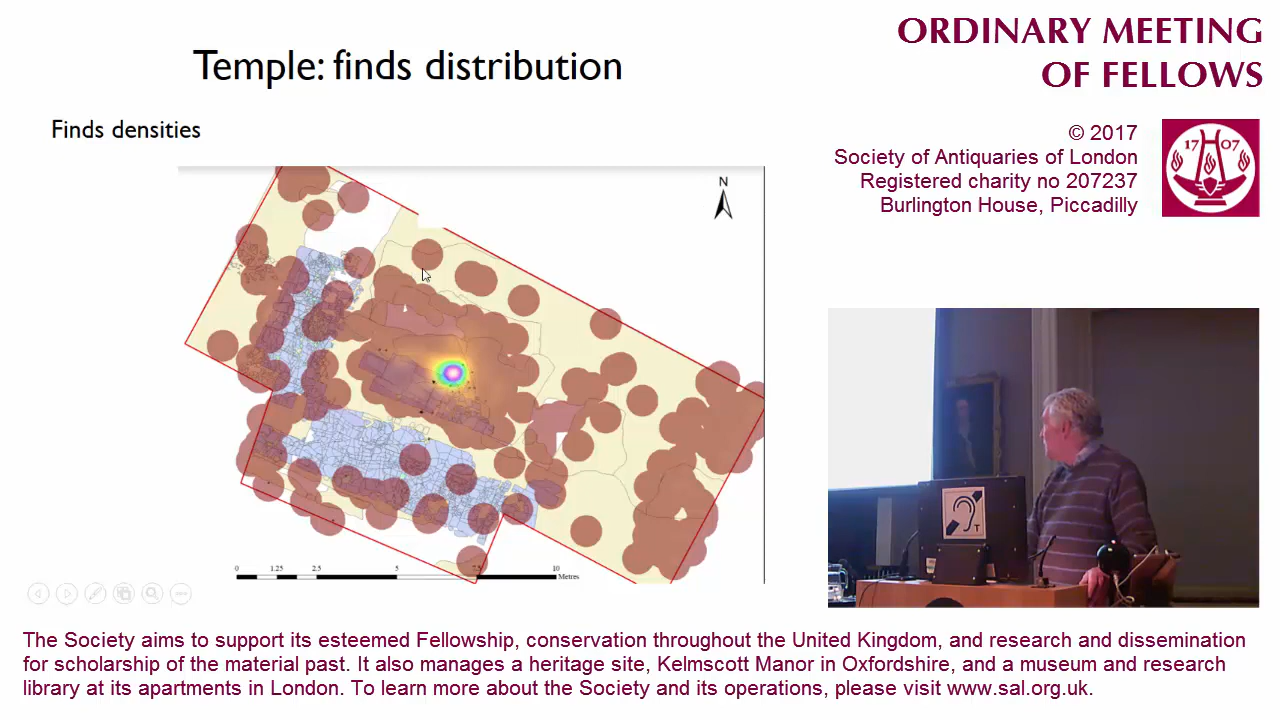 Temple: finds distribution
Finds densities
N
0 1.25 2.5 5 7.5 10
Metres
ORDINARY MEETING
OF FELLOWS
© 2017
Society of Antiquaries of London
Registered charity no 207237
Burlington House, Piccadilly
17 07
T
The Society aims to support its esteemed Fellowship, conservation throughout the United Kingdom, and research and dissemination
for scholarship of the material past. It also manages a heritage site, Kelmscott Manor in Oxfordshire, and a museum and research
library at its apartments in London. To learn more about the Society and its operations, please visit www.sal.org.uk.